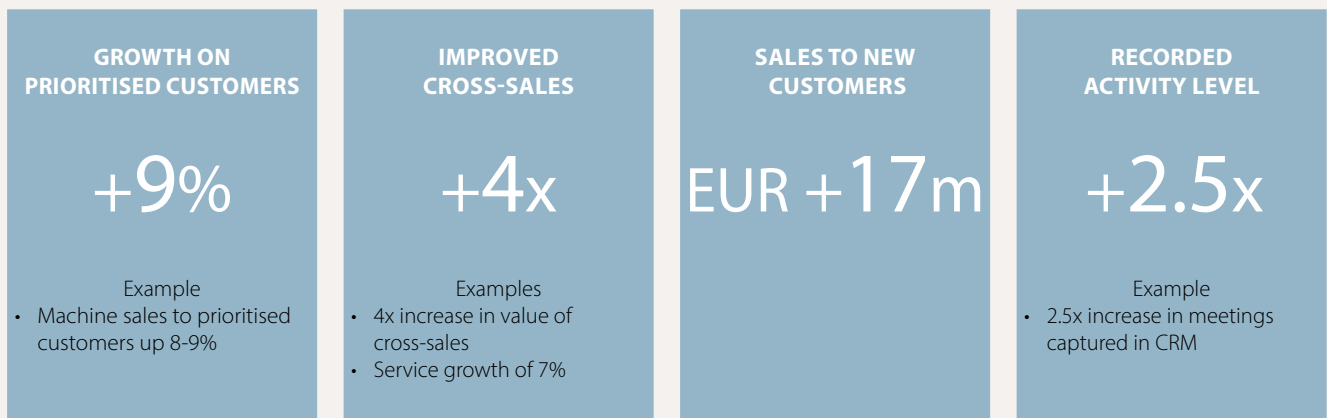 GROWTH ON
PRIORITISED CUSTOMERS
+9%
Example
• Machine sales to prioritised
customers up 8-9%
IMPROVED
CROSS-SALES
+4x
Examples
• 4x increase in value of
cross-sales
• Service growth of 7%
SALES TO NEW
CUSTOMERS
EUR +17m
RECORDED
ACTIVITY LEVEL
+2.5x
Example
• 2.5x increase in meetings
captured in CRM